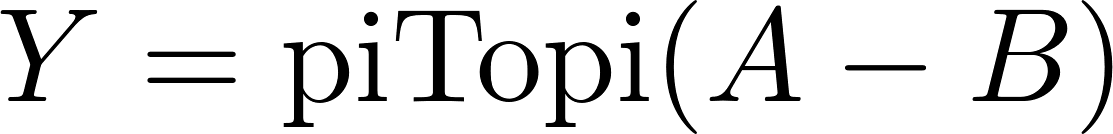 Y = piTopi(A − B)